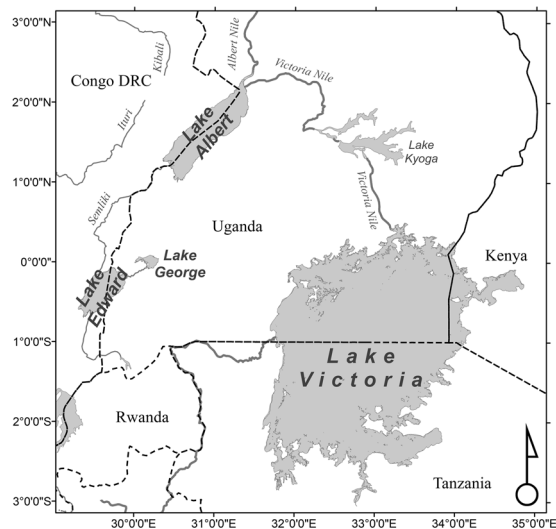 3°0'0"N
2°0'0"N
1°0'0"N
0°0'0"
1°0'0"S
2°0'0"S
3°0'0"S
30°0'0"E
31°0'0"E
32°0'0"E
33°0'0"E
34°0'0"E
35°0'0"E
Kibali
Albert Nile
Congo DRC
Victoria Nile
Ituri
Lake
Albert
Lake
Kyoga
Victoria Nile
Semliki
Uganda
Lake
George
Kenya
Lake
Edward
Lake
Victoria
Rwanda
Tanzania